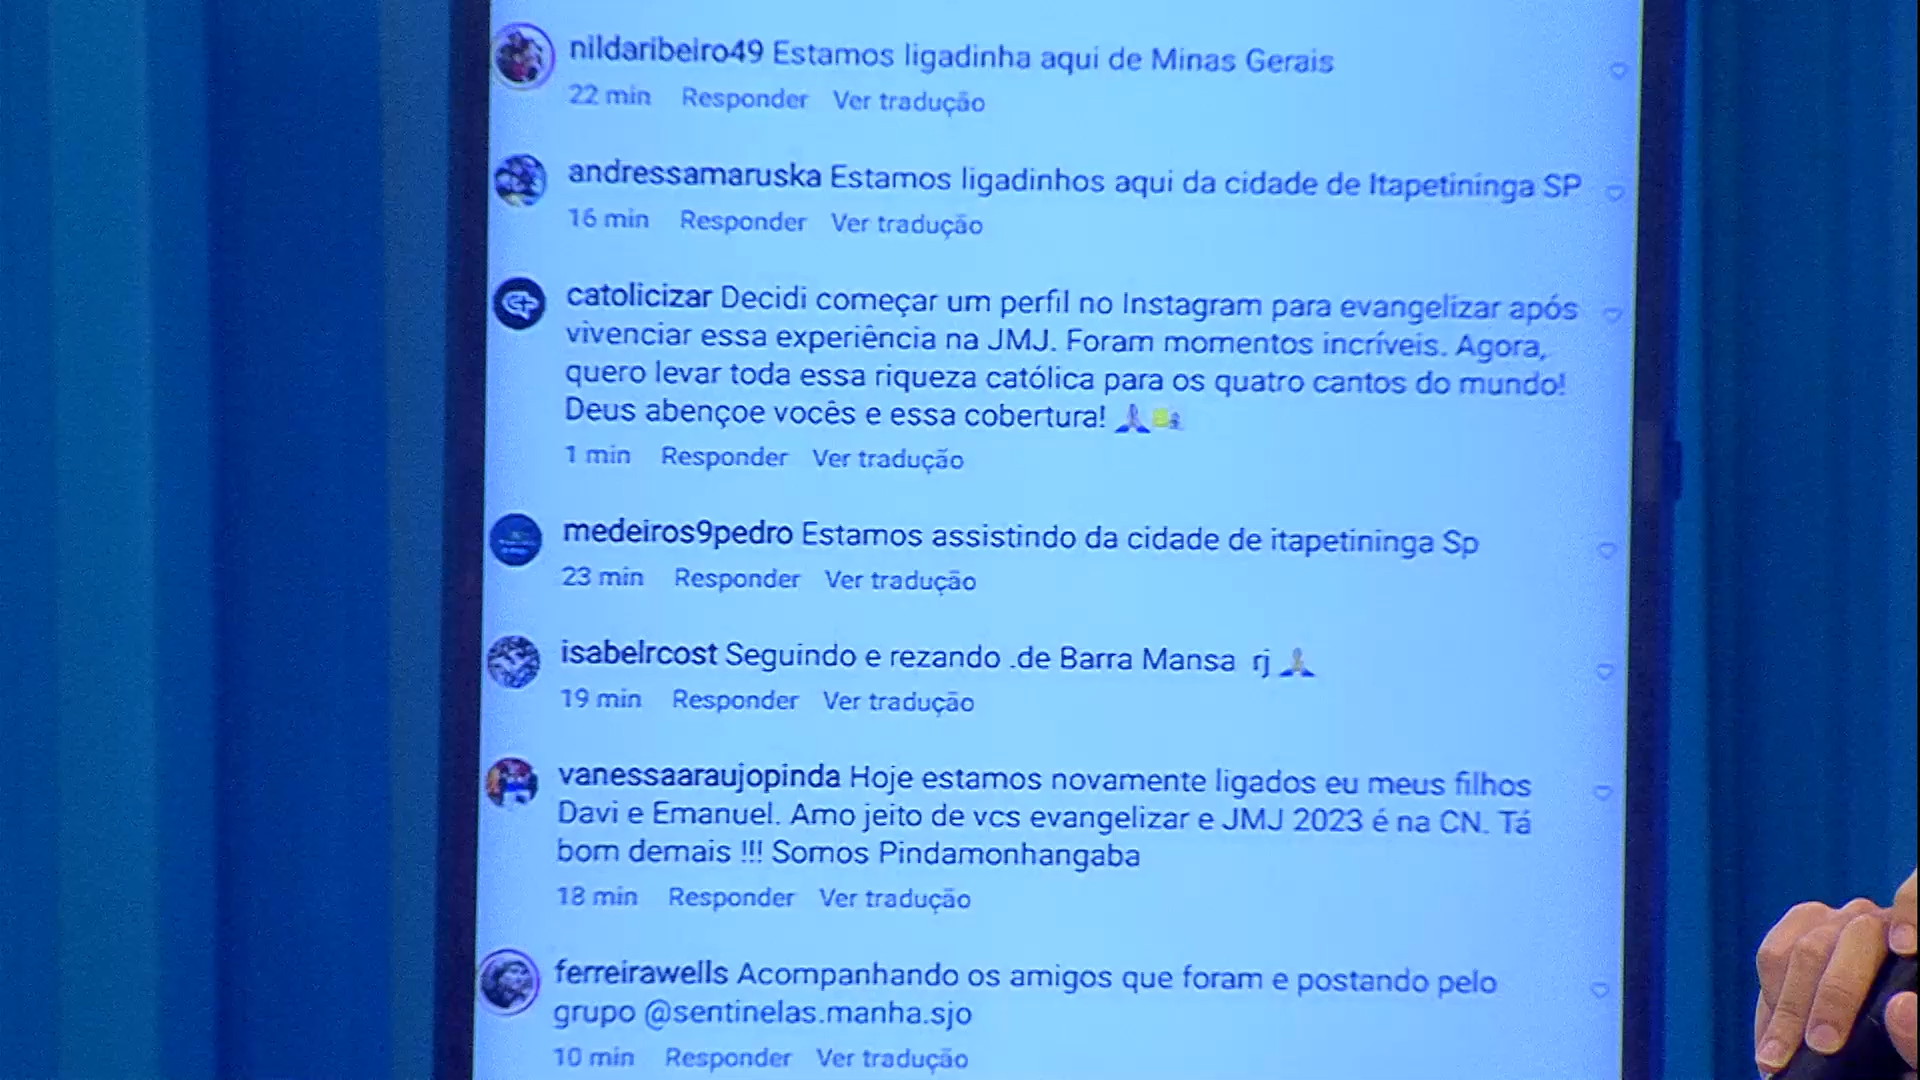 nildaribeiro49 Estamos ligadinha aqui de Minas Gerais
22 min Responder Ver tradução
andressamaruska Estamos ligadinhos aqui da cidade de Itapetininga SP
16 min Responder Ver tradução
catolicizar Decidi começar um perfil no Instagram para evangelizar após
vivenciar essa experiência na JMJ. Foram momentos incríveis. Agora,
quero levar toda essa riqueza católica para os quatro cantos do mundo!
Deus abençoe vocês e essa cobertura!
1 min Responder Ver tradução
medeiros9pedro Estamos assistindo da cidade de itapetininga Sp
23 min Responder Ver tradução
isabelrcost Seguindo e rezando .de Barra Mansa rj
19 min Responder Ver tradução
vanessaaraujopinda Hoje estamos novamente ligados eu meus filhos
Davi e Emanuel. Amo jeito de vcs evangelizar e JMJ 2023 é na CN. Tá
bom demais !!! Somos Pindamonhangaba
18 min Responder Ver tradução
ferreirawells Acompanhando os amigos que foram e postando pelo
grupo @sentinelas.manha.sjo
10 min Responder Ver tradução